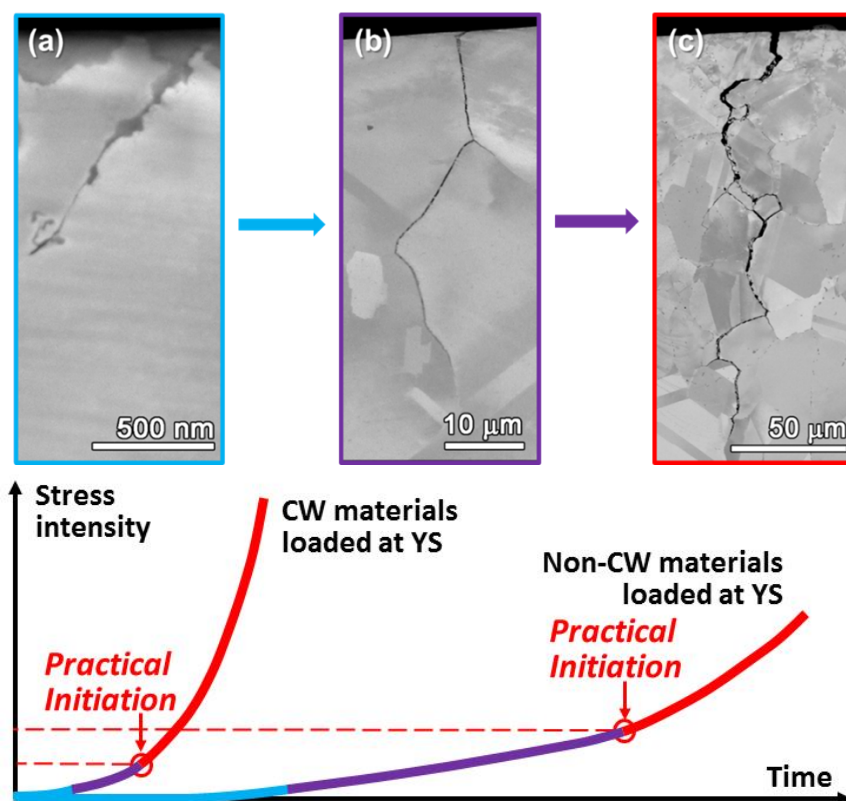 (a)
(b)
(c)
500 nm
10 μm
50 μm
Stress
intensity
CW materials
loaded at YS
Non-CW materials
loaded at YS
Practical
Initiation
Practical
Initiation
Time